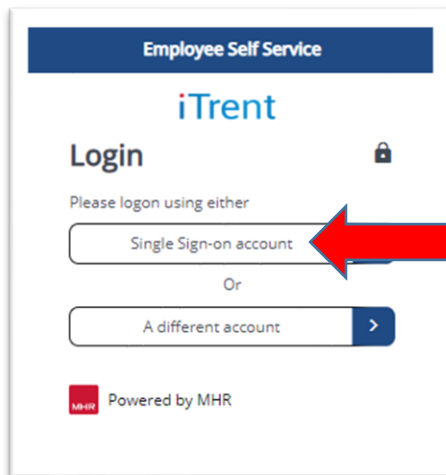 Employee Self Service
iTrent
Login
Please logon using either
Single Sign-on account
Or
A different account
MHR Powered by MHR